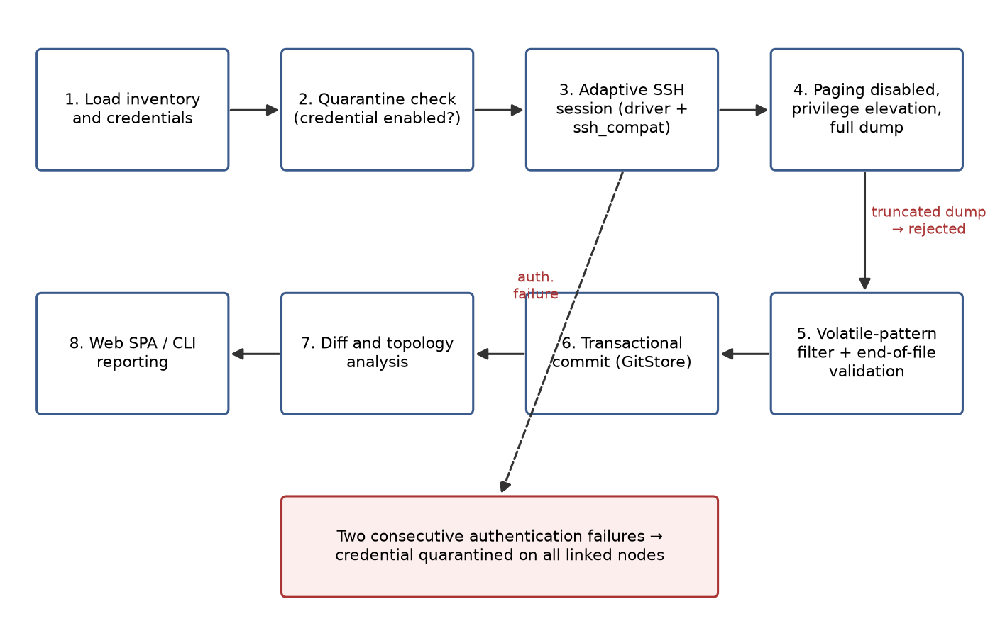 1. Load inventory
and credentials
2. Quarantine check
(credential enabled?)
3. Adaptive SSH
session (driver +
ssh_compat)
4. Paging disabled,
privilege elevation,
full dump
truncated dump
→ rejected
auth.
failure
5. Volatile-pattern
filter + end-of-file
validation
6. Transactional
commit (GitStore)
7. Diff and topology
analysis
8. Web SPA / CLI
reporting
Two consecutive authentication failures →
credential quarantined on all linked nodes